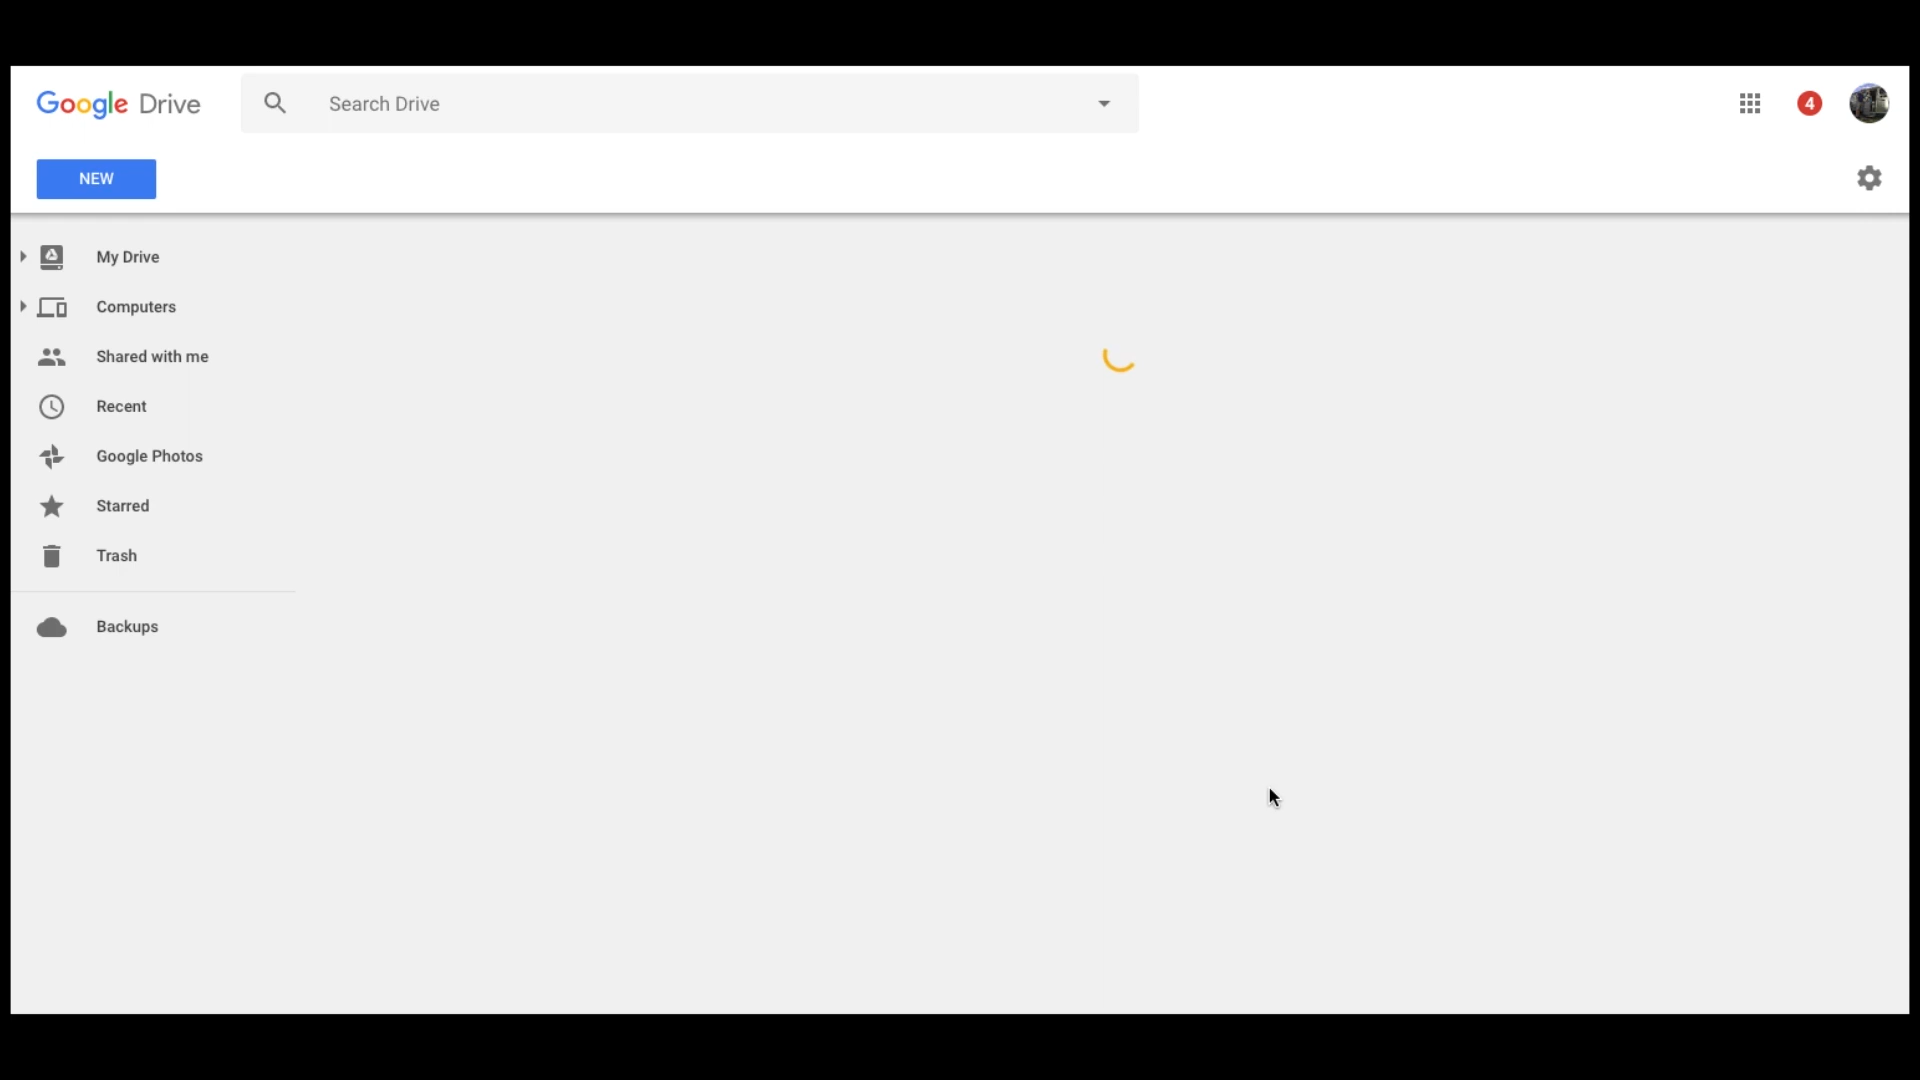 Google Drive
Search Drive
4
NEW
My Drive
Computers
Shared with me
Recent
Google Photos
Starred
Trash
Backups